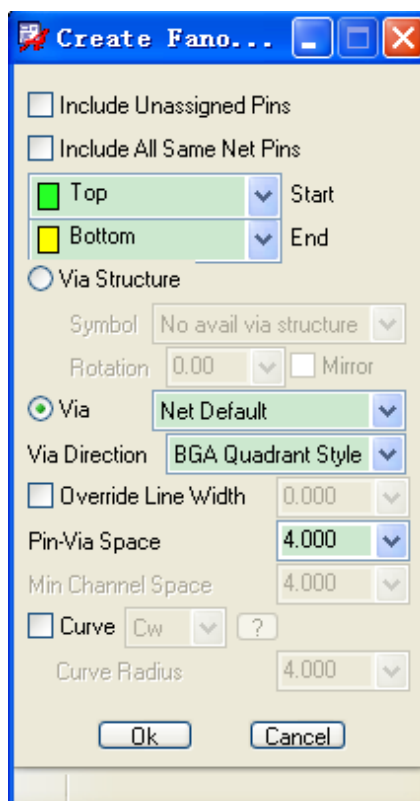 Create Fano...
Include Unassigned Pins
Include All Same Net Pins
Top Start
Bottom End
Via Structure
Symbol No avail via structure
Rotation 0.00 Mirror
Via Net Default
Via Direction BGA Quadrant Style
Override Line Width 0.000
Pin-Via Space 4.000
Min Channel Space 4.000
Curve Cw ?
Curve Radius 4.000
Ok Cancel